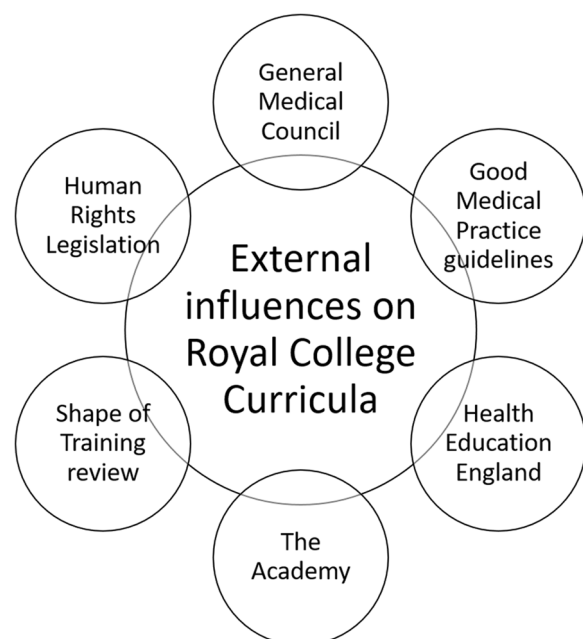 General
Medical
Council
Good
Medical
Practice
guidelines
Human
Rights
Legislation
External
influences on
Royal College
Curricula
Shape of
Training
review
Health
Education
England
The
Academy